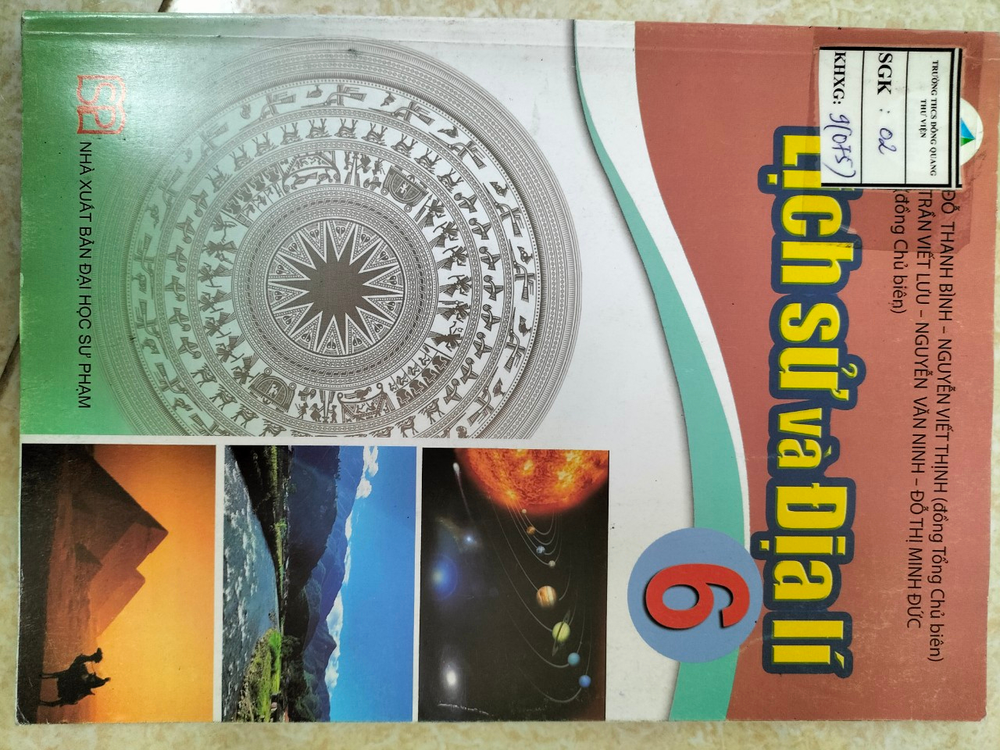 TRƯỜNG THCS ĐÔNG QUANG
THƯ VIỆN
SGK : 02
KHXG: 9(075)
ĐỖ THANH BÌNH – NGUYỄN VIẾT THỊNH (đồng Tổng Chủ biên)
TRẦN VIẾT LƯU – NGUYỄN VĂN NINH – ĐỖ THỊ MINH ĐỨC
(đồng Chủ biên)
Lịch sử và Địa lí
6
SP
NHÀ XUẤT BẢN ĐẠI HỌC SƯ PHẠM